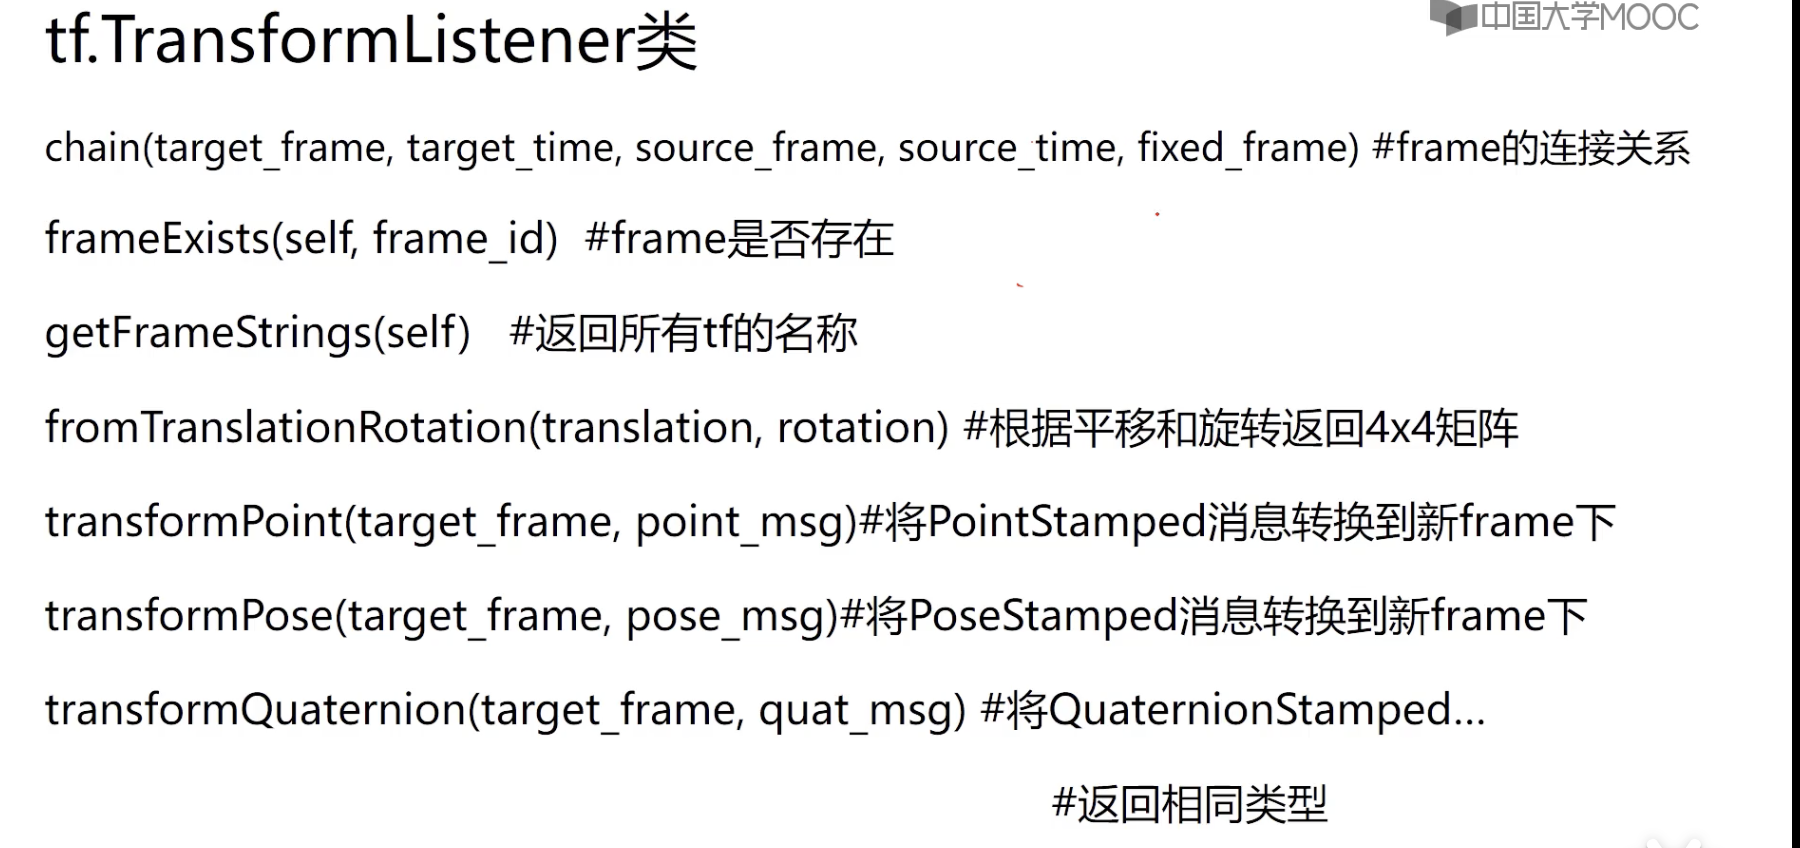 中国大学MOOC
tf.TransformListener类
chain(target_frame, target_time, source_frame, source_time, fixed_frame) #frame的连接关系
frameExists(self, frame_id) #frame是否存在
getFrameStrings(self) #返回所有tf的名称
fromTranslationRotation(translation, rotation) #根据平移和旋转返回4x4矩阵
transformPoint(target_frame, point_msg)#将PointStamped消息转换到新frame下
transformPose(target_frame, pose_msg)#将PoseStamped消息转换到新frame下
transformQuaternion(target_frame, quat_msg) #将QuaternionStamped...
#返回相同类型